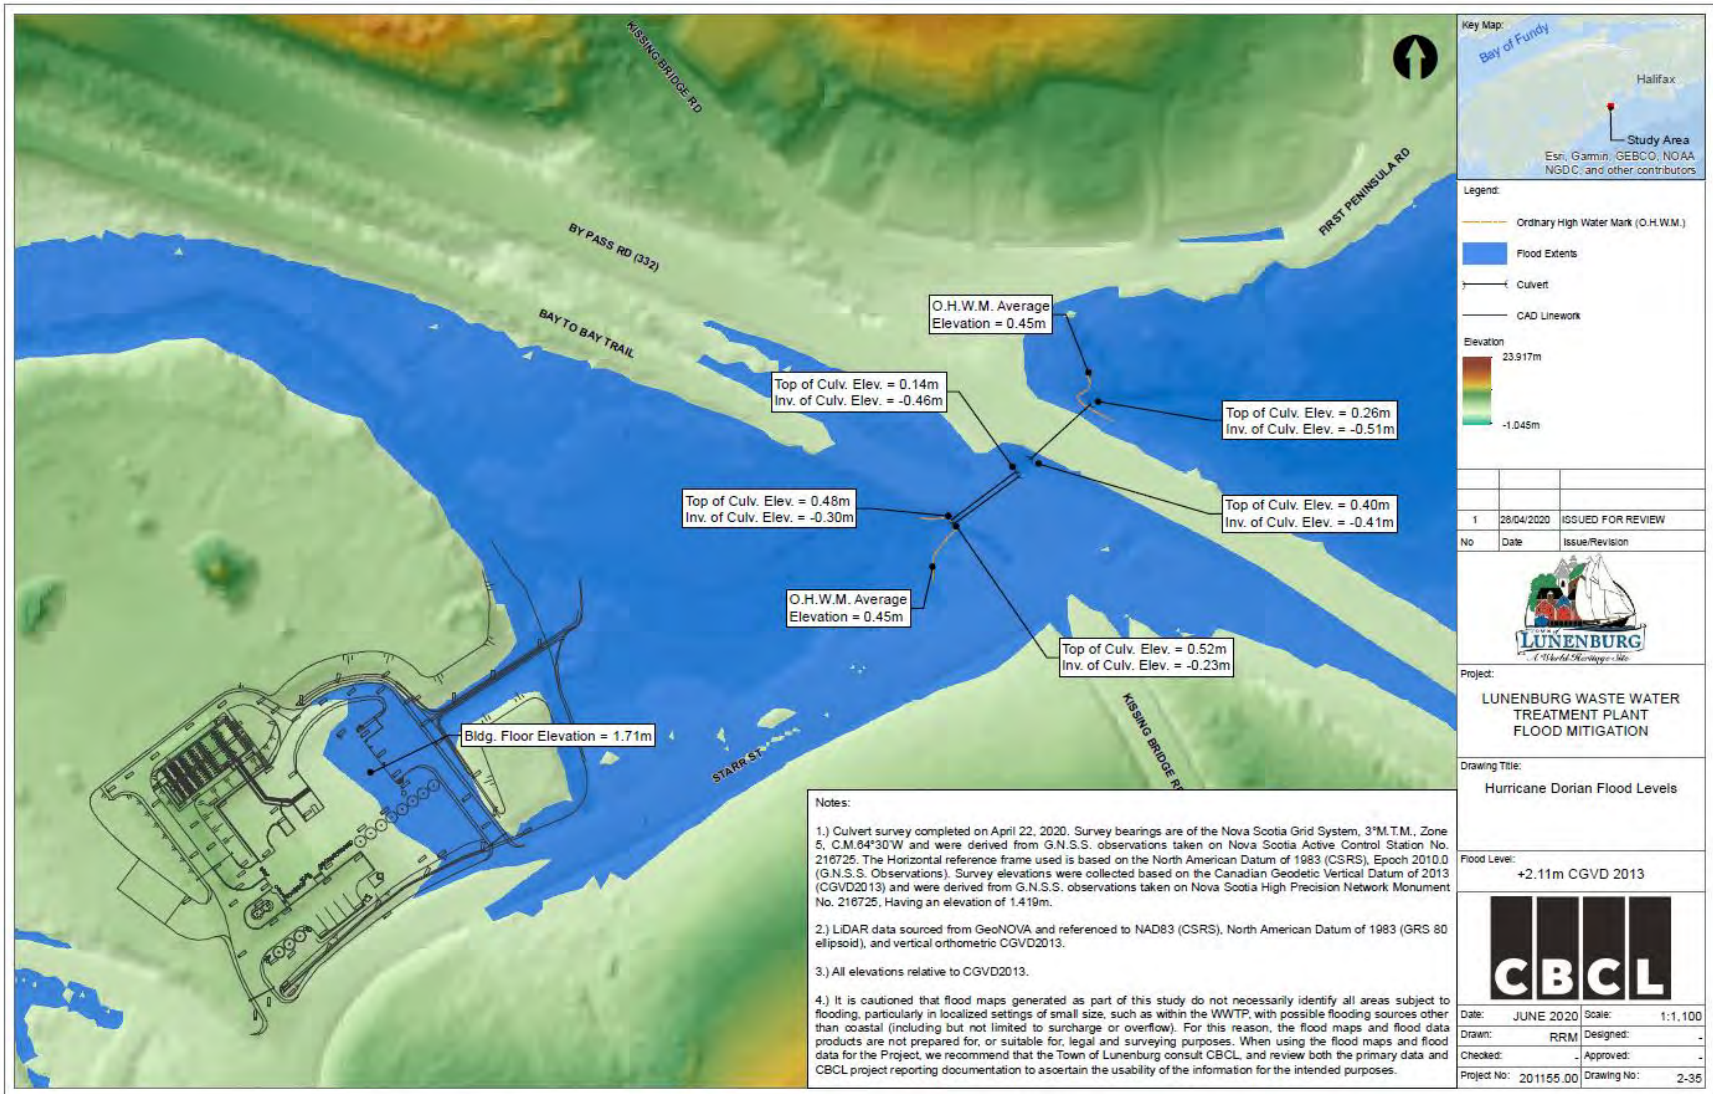 KISSING BRIDGE RD
BY PASS RD (332)
BAY TO BAY TRAIL
FIRST PENINSULA RD
O.H.W.M. Average
Elevation = 0.45m
Top of Culv. Elev. = 0.14m
Inv. of Culv. Elev. = -0.46m
Top of Culv. Elev. = 0.26m
Inv. of Culv. Elev. = -0.51m
Top of Culv. Elev. = 0.48m
Inv. of Culv. Elev. = -0.30m
Top of Culv. Elev. = 0.40m
Inv. of Culv. Elev. = -0.41m
O.H.W.M. Average
Elevation = 0.45m
Top of Culv. Elev. = 0.52m
Inv. of Culv. Elev. = -0.23m
Bldg. Floor Elevation = 1.71m
STARR ST
KISSING BRIDGE RD
Notes:
1.) Culvert survey completed on April 22, 2020. Survey bearings are of the Nova Scotia Grid System, 3°M.T.M., Zone
5, C.M.64°30'W and were derived from G.N.S.S. observations taken on Nova Scotia Active Control Station No.
216725. The Horizontal reference frame used is based on the North American Datum of 1983 (CSRS), Epoch 2010.0
(G.N.S.S. Observations). Survey elevations were collected based on the Canadian Geodetic Vertical Datum of 2013
(CGVD2013) and were derived from G.N.S.S. observations taken on Nova Scotia High Precision Network Monument
No. 216725, Having an elevation of 1.419m.
2.) LiDAR data sourced from GeoNOVA and referenced to NAD83 (CSRS), North American Datum of 1983 (GRS 80
ellipsoid), and vertical orthometric CGVD2013.
3.) All elevations relative to CGVD2013.
4.) It is cautioned that flood maps generated as part of this study do not necessarily identify all areas subject to
flooding, particularly in localized settings of small size, such as within the WWTP, with possible flooding sources other
than coastal (including but not limited to surcharge or overflow). For this reason, the flood maps and flood data
products are not prepared for, or suitable for, legal and surveying purposes. When using the flood maps and flood
data for the Project, we recommend that the Town of Lunenburg consult CBCL, and review both the primary data and
CBCL project reporting documentation to ascertain the usability of the information for the intended purposes.
Key Map:
Bay of Fundy
Halifax
Study Area
Esri, Garmin, GEBCO, NOAA
NGDC, and other contributors
Legend:
Ordinary High Water Mark (O.H.W.M.)
Flood Extents
Culvert
CAD Linework
Elevation
23.917m
-1.045m
1 28/04/2020 ISSUED FOR REVIEW
No Date Issue/Revision
TOWN of
LUNENBURG
A World Heritage Site
Project:
LUNENBURG WASTE WATER
TREATMENT PLANT
FLOOD MITIGATION
Drawing Title:
Hurricane Dorian Flood Levels
Flood Level:
+2.11m CGVD 2013
CBCL
Date: JUNE 2020 Scale: 1:1,100
Drawn: RRM Designed: -
Checked: - Approved: -
Project No: 201155.00 Drawing No: 2-35